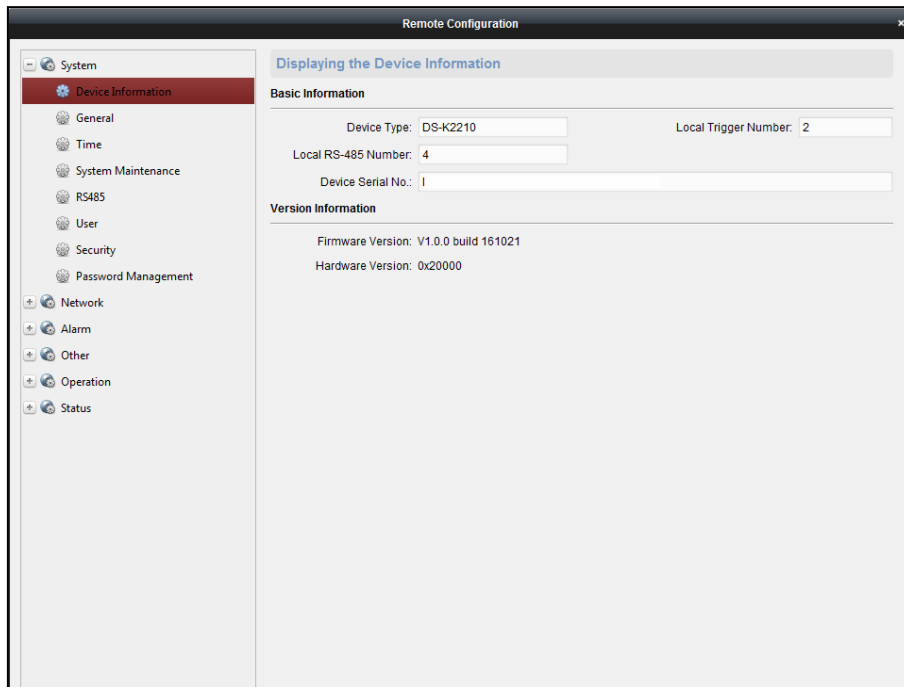 Remote Configuration
System
Device Information
General
Time
System Maintenance
RS485
User
Security
Password Management
Network
Alarm
Other
Operation
Status
Displaying the Device Information
Basic Information
Device Type: DS-K2210 Local Trigger Number: 2
Local RS-485 Number: 4
Device Serial No.:
Version Information
Firmware Version: V1.0.0 build 161021
Hardware Version: 0x20000